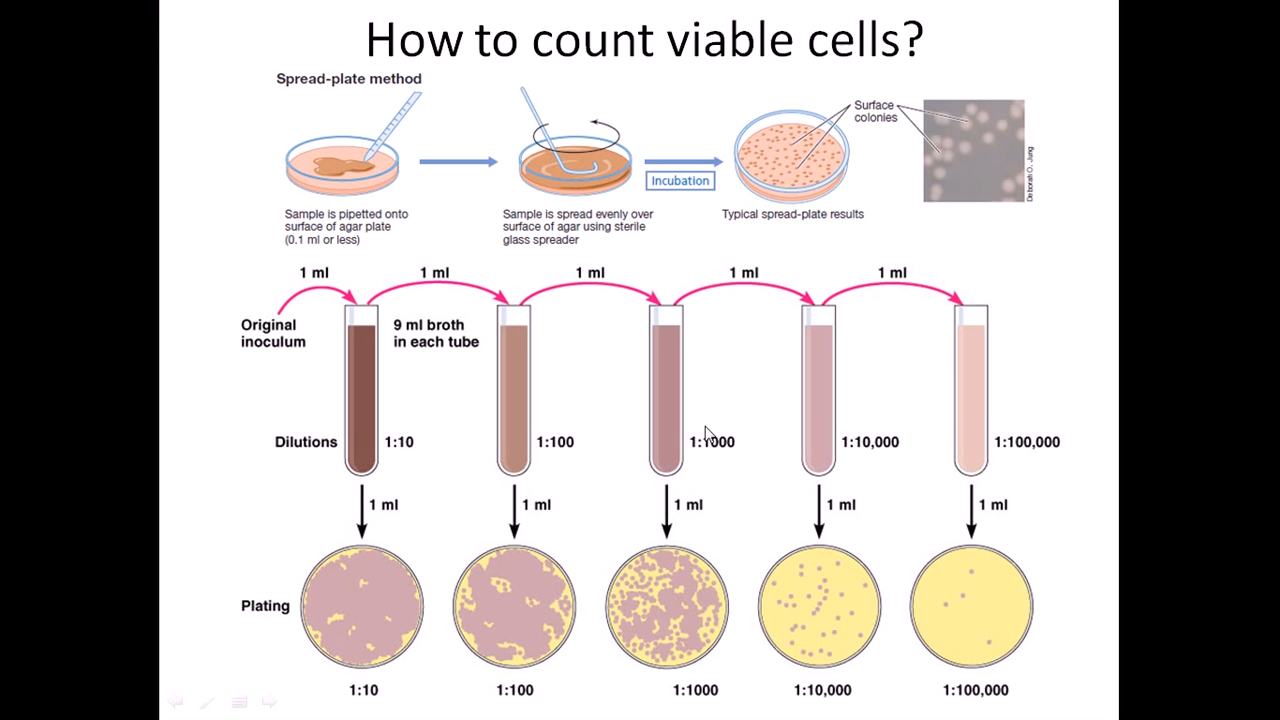 How to count viable cells?
Spread-plate method
Surface
colonies
Deborah O. Jung
Incubation
Sample is pipetted onto
surface of agar plate
(0.1 ml or less)
Sample is spread evenly over
surface of agar using sterile
glass spreader
Typical spread-plate results
1 ml
1 ml
1 ml
1 ml
1 ml
Original
inoculum
9 ml broth
in each tube
Dilutions
1:10
1:100
1:1000
1:10,000
1:100,000
1 ml
1 ml
1 ml
1 ml
1 ml
Plating
1:10
1:100
1:1000
1:10,000
1:100,000